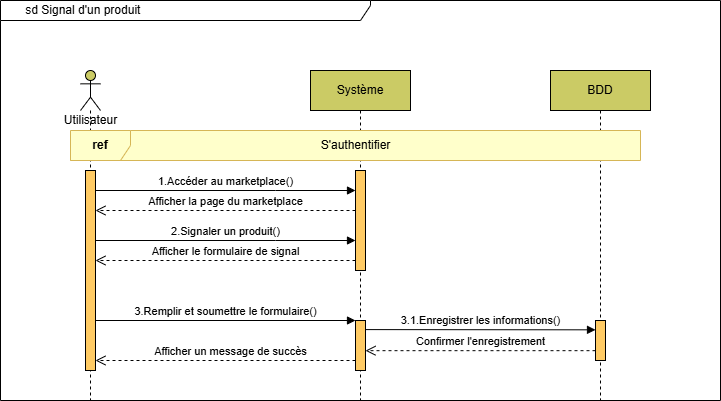 sd Signal d'un produit
Utilisateur
Système
BDD
ref
S'authentifier
1.Accéder au marketplace()
Afficher la page du marketplace
2.Signaler un produit()
Afficher le formulaire de signal
3.Remplir et soumettre le formulaire()
3.1.Enregistrer les informations()
Confirmer l'enregistrement
Afficher un message de succès